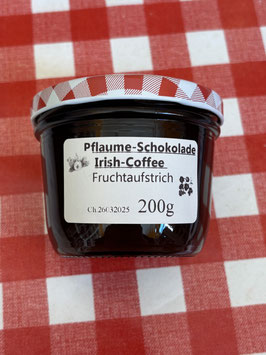 Pflaume-Schokolade
Irish-Coffee
Fruchtaufstrich
Ch.26032025 200g